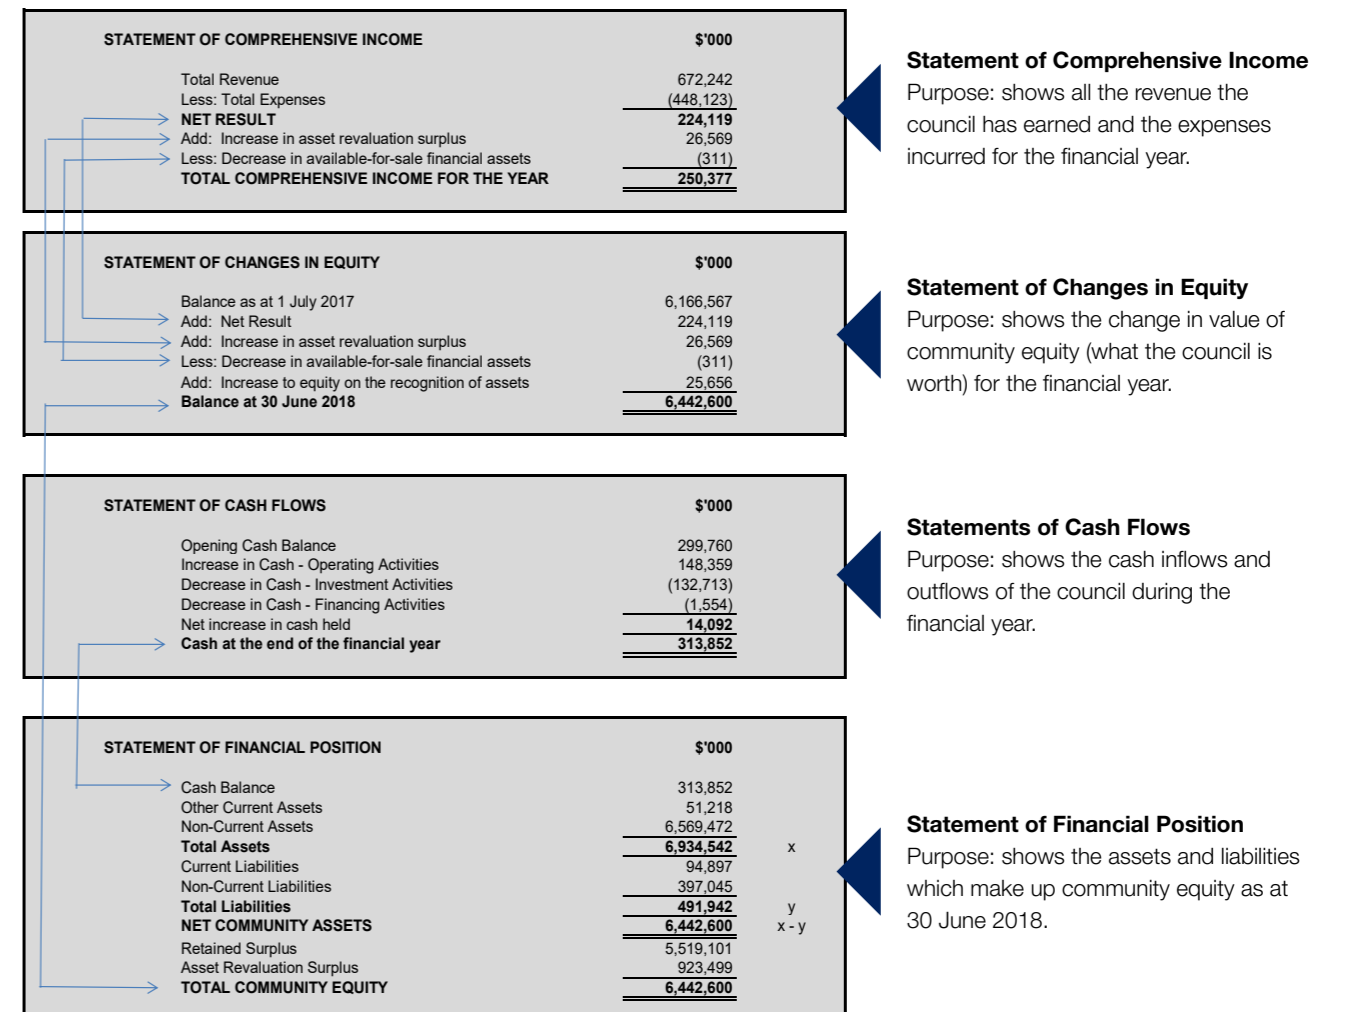 STATEMENT OF COMPREHENSIVE INCOME $'000
Total Revenue 672,242
Less: Total Expenses (448,123)
NET RESULT 224,119
Add: Increase in asset revaluation surplus 26,569
Less: Decrease in available-for-sale financial assets (311)
TOTAL COMPREHENSIVE INCOME FOR THE YEAR 250,377
Statement of Comprehensive Income
Purpose: shows all the revenue the
council has earned and the expenses
incurred for the financial year.
STATEMENT OF CHANGES IN EQUITY $'000
Balance as at 1 July 2017 6,166,567
Add: Net Result 224,119
Add: Increase in asset revaluation surplus 26,569
Less: Decrease in available-for-sale financial assets (311)
Add: Increase to equity on the recognition of assets 25,656
Balance at 30 June 2018 6,442,600
Statement of Changes in Equity
Purpose: shows the change in value of
community equity (what the council is
worth) for the financial year.
STATEMENT OF CASH FLOWS $'000
Opening Cash Balance 299,760
Increase in Cash - Operating Activities 148,359
Decrease in Cash - Investment Activities (132,713)
Decrease in Cash - Financing Activities (1,554)
Net increase in cash held 14,092
Cash at the end of the financial year 313,852
Statements of Cash Flows
Purpose: shows the cash inflows and
outflows of the council during the
financial year.
STATEMENT OF FINANCIAL POSITION $'000
Cash Balance 313,852
Other Current Assets 51,218
Non-Current Assets 6,569,472
Total Assets 6,934,542 x
Current Liabilities 94,897
Non-Current Liabilities 397,045
Total Liabilities 491,942 y
NET COMMUNITY ASSETS 6,442,600 x - y
Retained Surplus 5,519,101
Asset Revaluation Surplus 923,499
TOTAL COMMUNITY EQUITY 6,442,600
Statement of Financial Position
Purpose: shows the assets and liabilities
which make up community equity as at
30 June 2018.